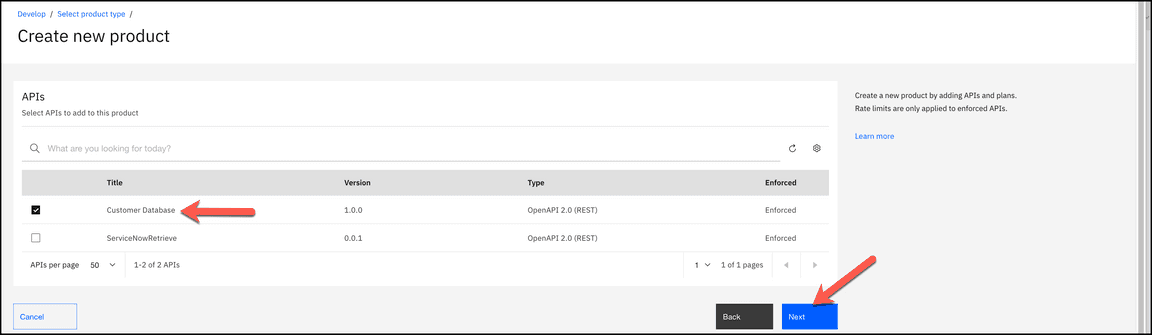 Develop / Select product type /
Create new product
APIs
Select APIs to add to this product
What are you looking for today?
Title Version Type Enforced
Customer Database 1.0.0 OpenAPI 2.0 (REST) Enforced
ServiceNowRetrieve 0.0.1 OpenAPI 2.0 (REST) Enforced
APIs per page 50 1-2 of 2 APIs 1 1 of 1 pages
Cancel Back Next
Create a new product by adding APIs and plans.
Rate limits are only applied to enforced APIs.
Learn more